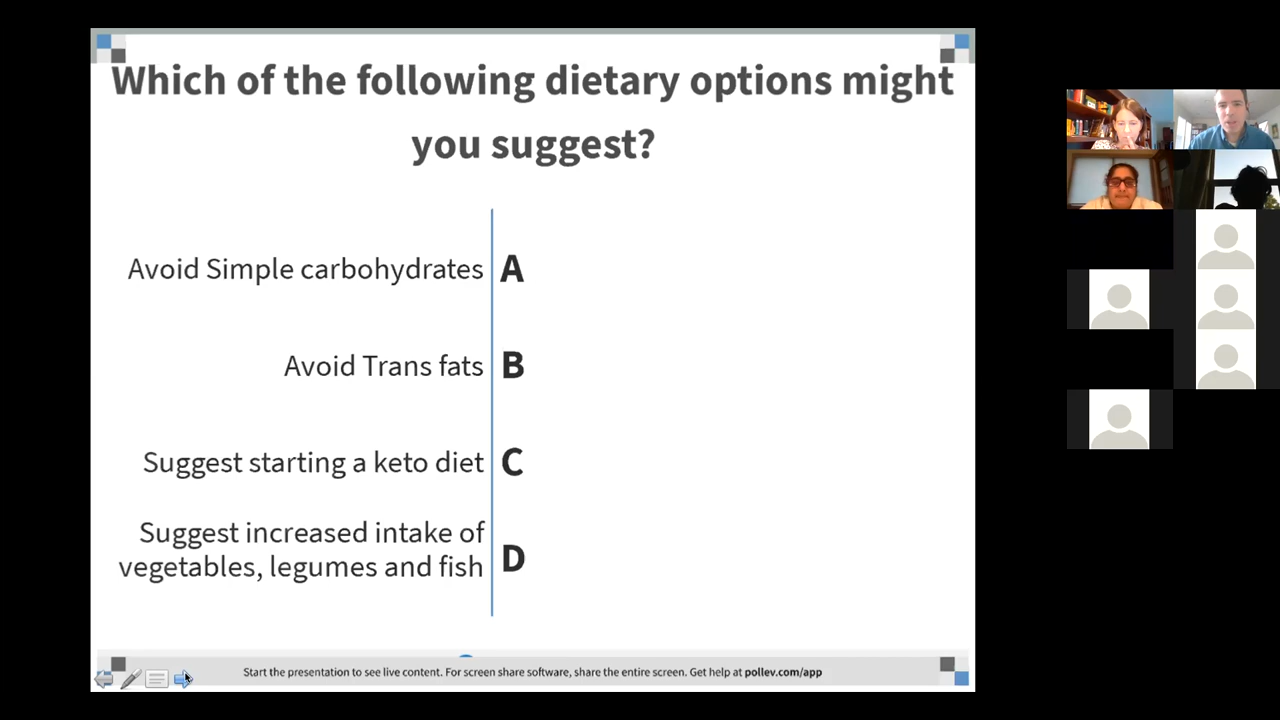 Which of the following dietary options might
you suggest?
Avoid Simple carbohydrates A
Avoid Trans fats B
Suggest starting a keto diet C
Suggest increased intake of
vegetables, legumes and fish D
Start the presentation to see live content. For screen share software, share the entire screen. Get help at pollev.com/app